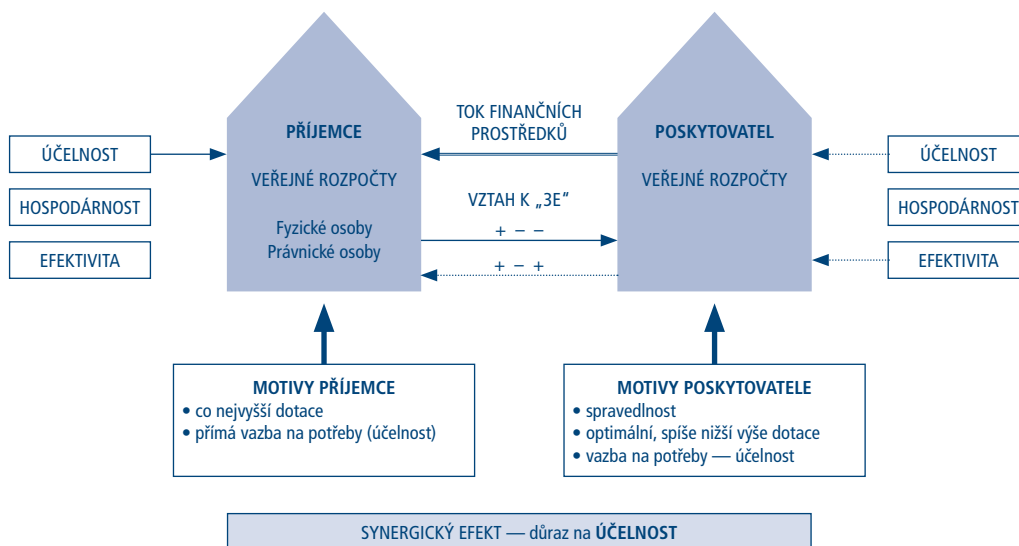 TOK FINANČNÍCH
PROSTŘEDKŮ
PŘÍJEMCE
POSKYTOVATEL
ÚČELNOST
ÚČELNOST
VEŘEJNÉ ROZPOČTY
VEŘEJNÉ ROZPOČTY
VZTAH K „3E“
HOSPODÁRNOST
HOSPODÁRNOST
Fyzické osoby
Právnické osoby
+ − −
+ − +
EFEKTIVITA
EFEKTIVITA
MOTIVY PŘÍJEMCE
• co nejvyšší dotace
• přímá vazba na potřeby (účelnost)
MOTIVY POSKYTOVATELE
• spravedlnost
• optimální, spíše nižší výše dotace
• vazba na potřeby — účelnost
SYNERGICKÝ EFEKT — důraz na ÚČELNOST